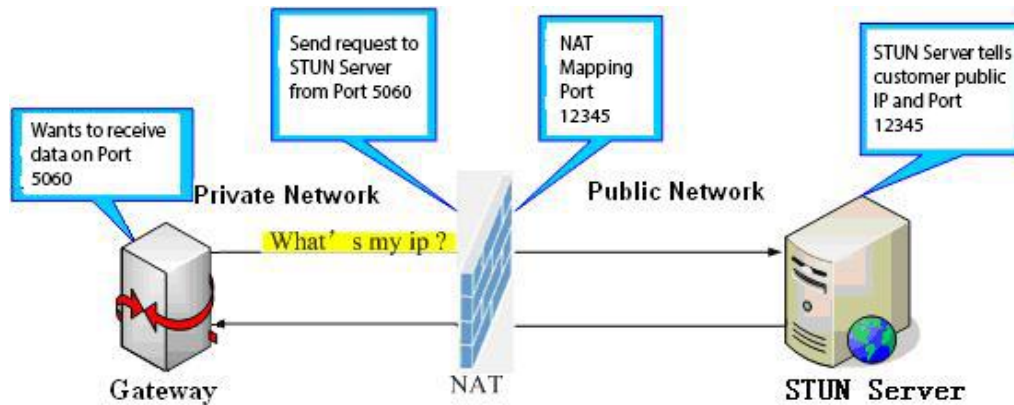 Send request to
STUN Server
from Port 5060
NAT
Mapping
Port
12345
STUN Server tells
customer public
IP and Port
12345
Wants to receive
data on Port
5060
Private Network
Public Network
What's my ip ?
Gateway
NAT
STUN Server